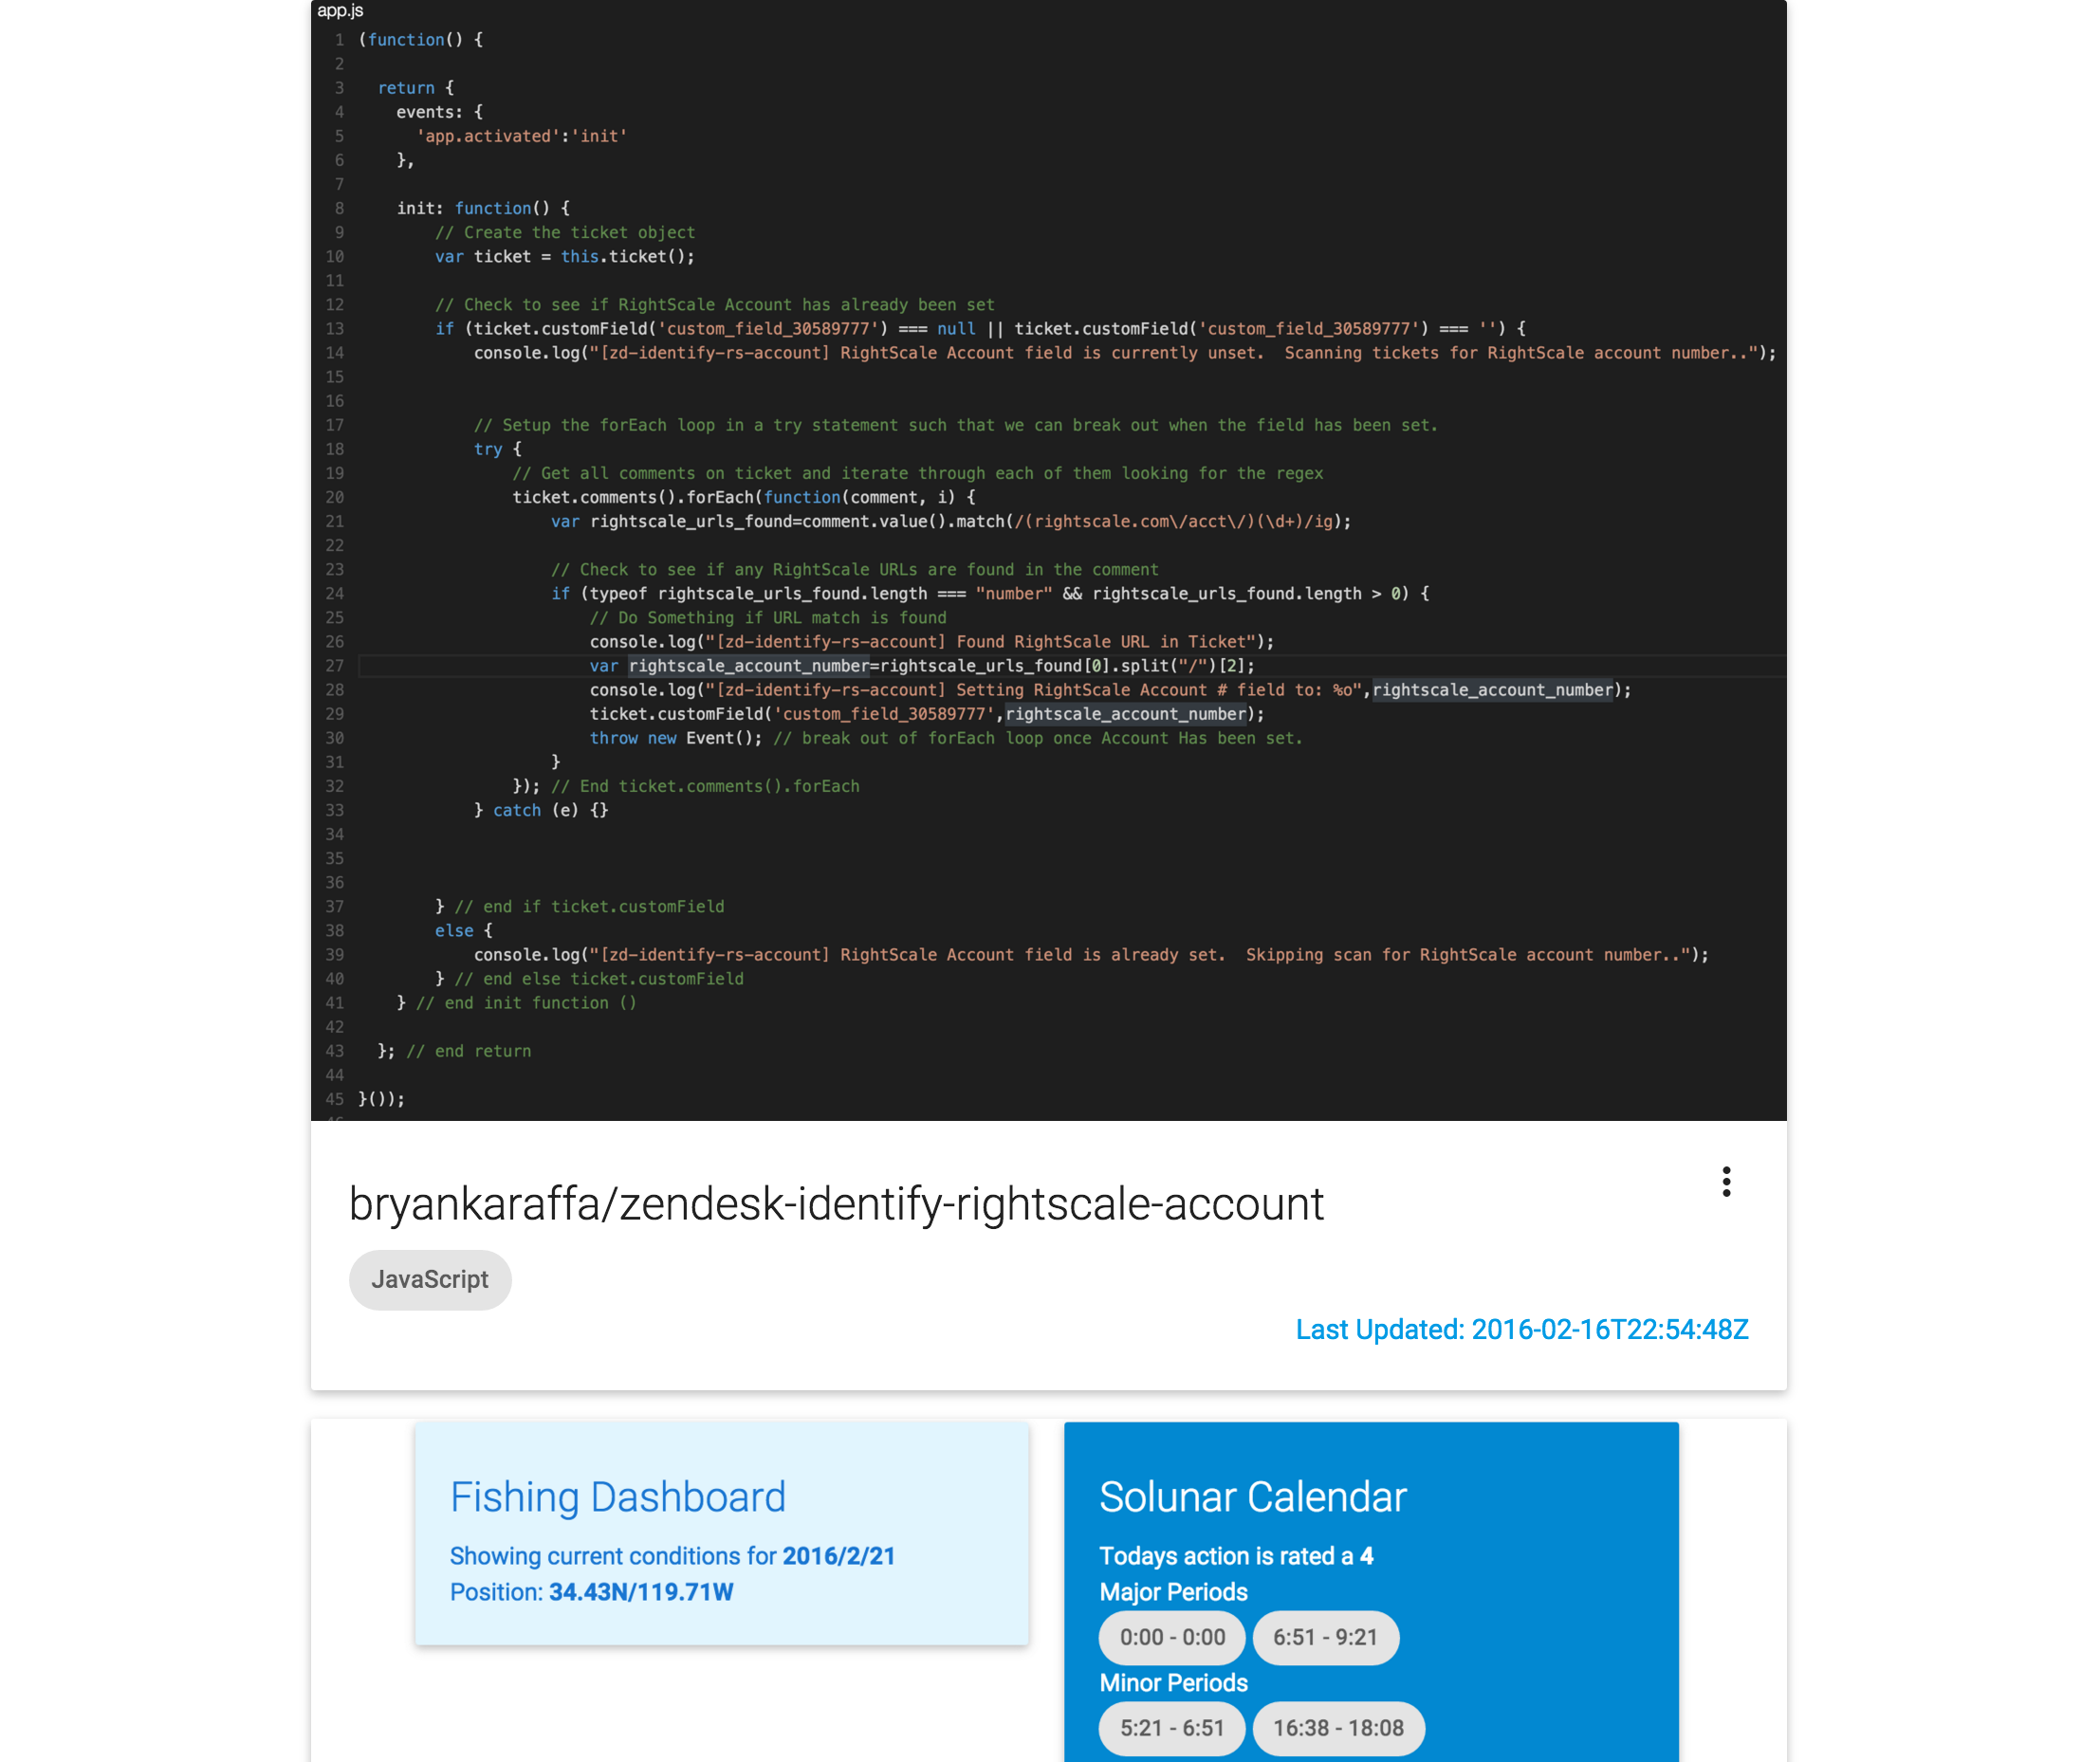 app.js
1 (function() {
2
3 return {
4 events: {
5 'app.activated':'init'
6 },
7
8 init: function() {
9 // Create the ticket object
10 var ticket = this.ticket();
11
12 // Check to see if RightScale Account has already been set
13 if (ticket.customField('custom_field_30589777') === null || ticket.customField('custom_field_30589777') === '') {
14 console.log("[zd-identify-rs-account] RightScale Account field is currently unset.  Scanning tickets for RightScale account number..");
15
16
17 // Setup the forEach loop in a try statement such that we can break out when the field has been set.
18 try {
19 // Get all comments on ticket and iterate through each of them looking for the regex
20 ticket.comments().forEach(function(comment, i) {
21 var rightscale_urls_found=comment.value().match(/(rightscale.com\/acct\/)(\d+)/ig);
22
23 // Check to see if any RightScale URLs are found in the comment
24 if (typeof rightscale_urls_found.length === "number" && rightscale_urls_found.length > 0) {
25 // Do Something if URL match is found
26 console.log("[zd-identify-rs-account] Found RightScale URL in Ticket");
27 var rightscale_account_number=rightscale_urls_found[0].split("/")[2];
28 console.log("[zd-identify-rs-account] Setting RightScale Account # field to: %o",rightscale_account_number);
29 ticket.customField('custom_field_30589777',rightscale_account_number);
30 throw new Event(); // break out of forEach loop once Account Has been set.
31 }
32 }); // End ticket.comments().forEach
33 } catch (e) {}
34
35
36
37 } // end if ticket.customField
38 else {
39 console.log("[zd-identify-rs-account] RightScale Account field is already set.  Skipping scan for RightScale account number..");
40 } // end else ticket.customField
41 } // end init function ()
42
43 }; // end return
44
45 }());
bryankaraffa/zendesk-identify-rightscale-account
JavaScript
Last Updated: 2016-02-16T22:54:48Z
Fishing Dashboard
Showing current conditions for 2016/2/21
Position: 34.43N/119.71W
Solunar Calendar
Todays action is rated a 4
Major Periods
0:00 - 0:00 6:51 - 9:21
Minor Periods
5:21 - 6:51 16:38 - 18:08